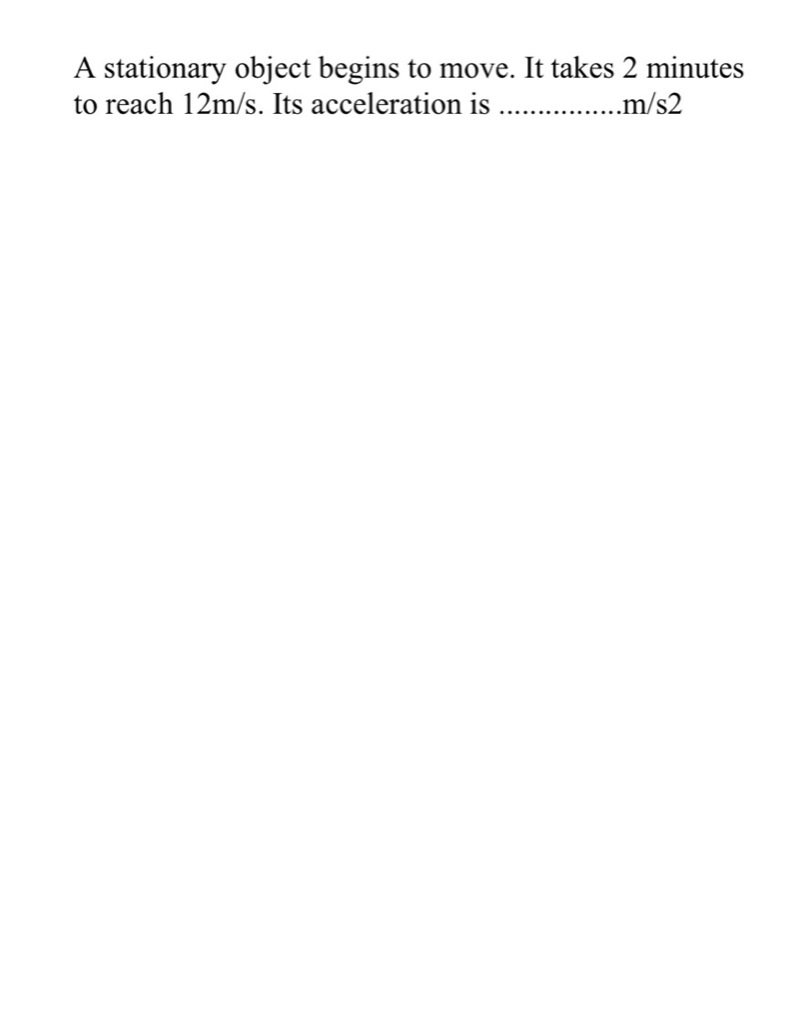 A stationary object begins to move. It takes 2 minutes
to reach 12m/s. Its acceleration is ................m/s2